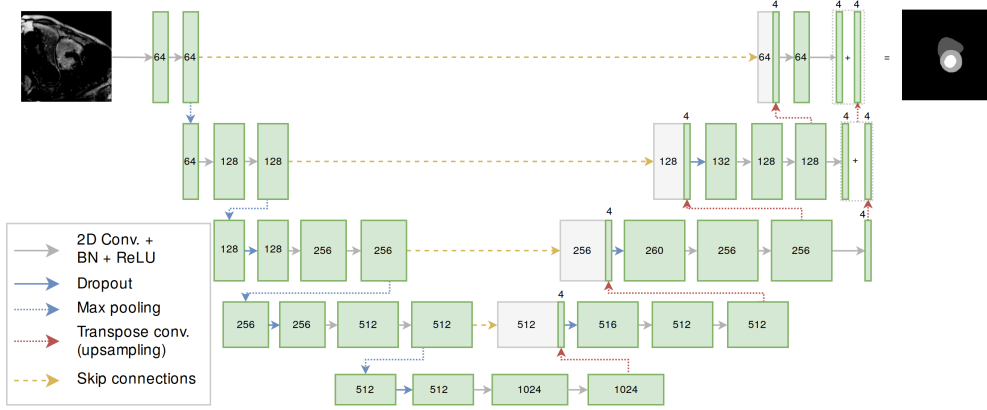 4 4 4
64 64 64 64 + =
4 4 4
64 128 128 128 132 128 128 +
4 4
128 128 256 256 256 260 256 256
4
256 256 512 512 512 516 512 512
512 512 1024 1024
2D Conv. +
BN + ReLU
Dropout
Max pooling
Transpose conv.
(upsampling)
Skip connections